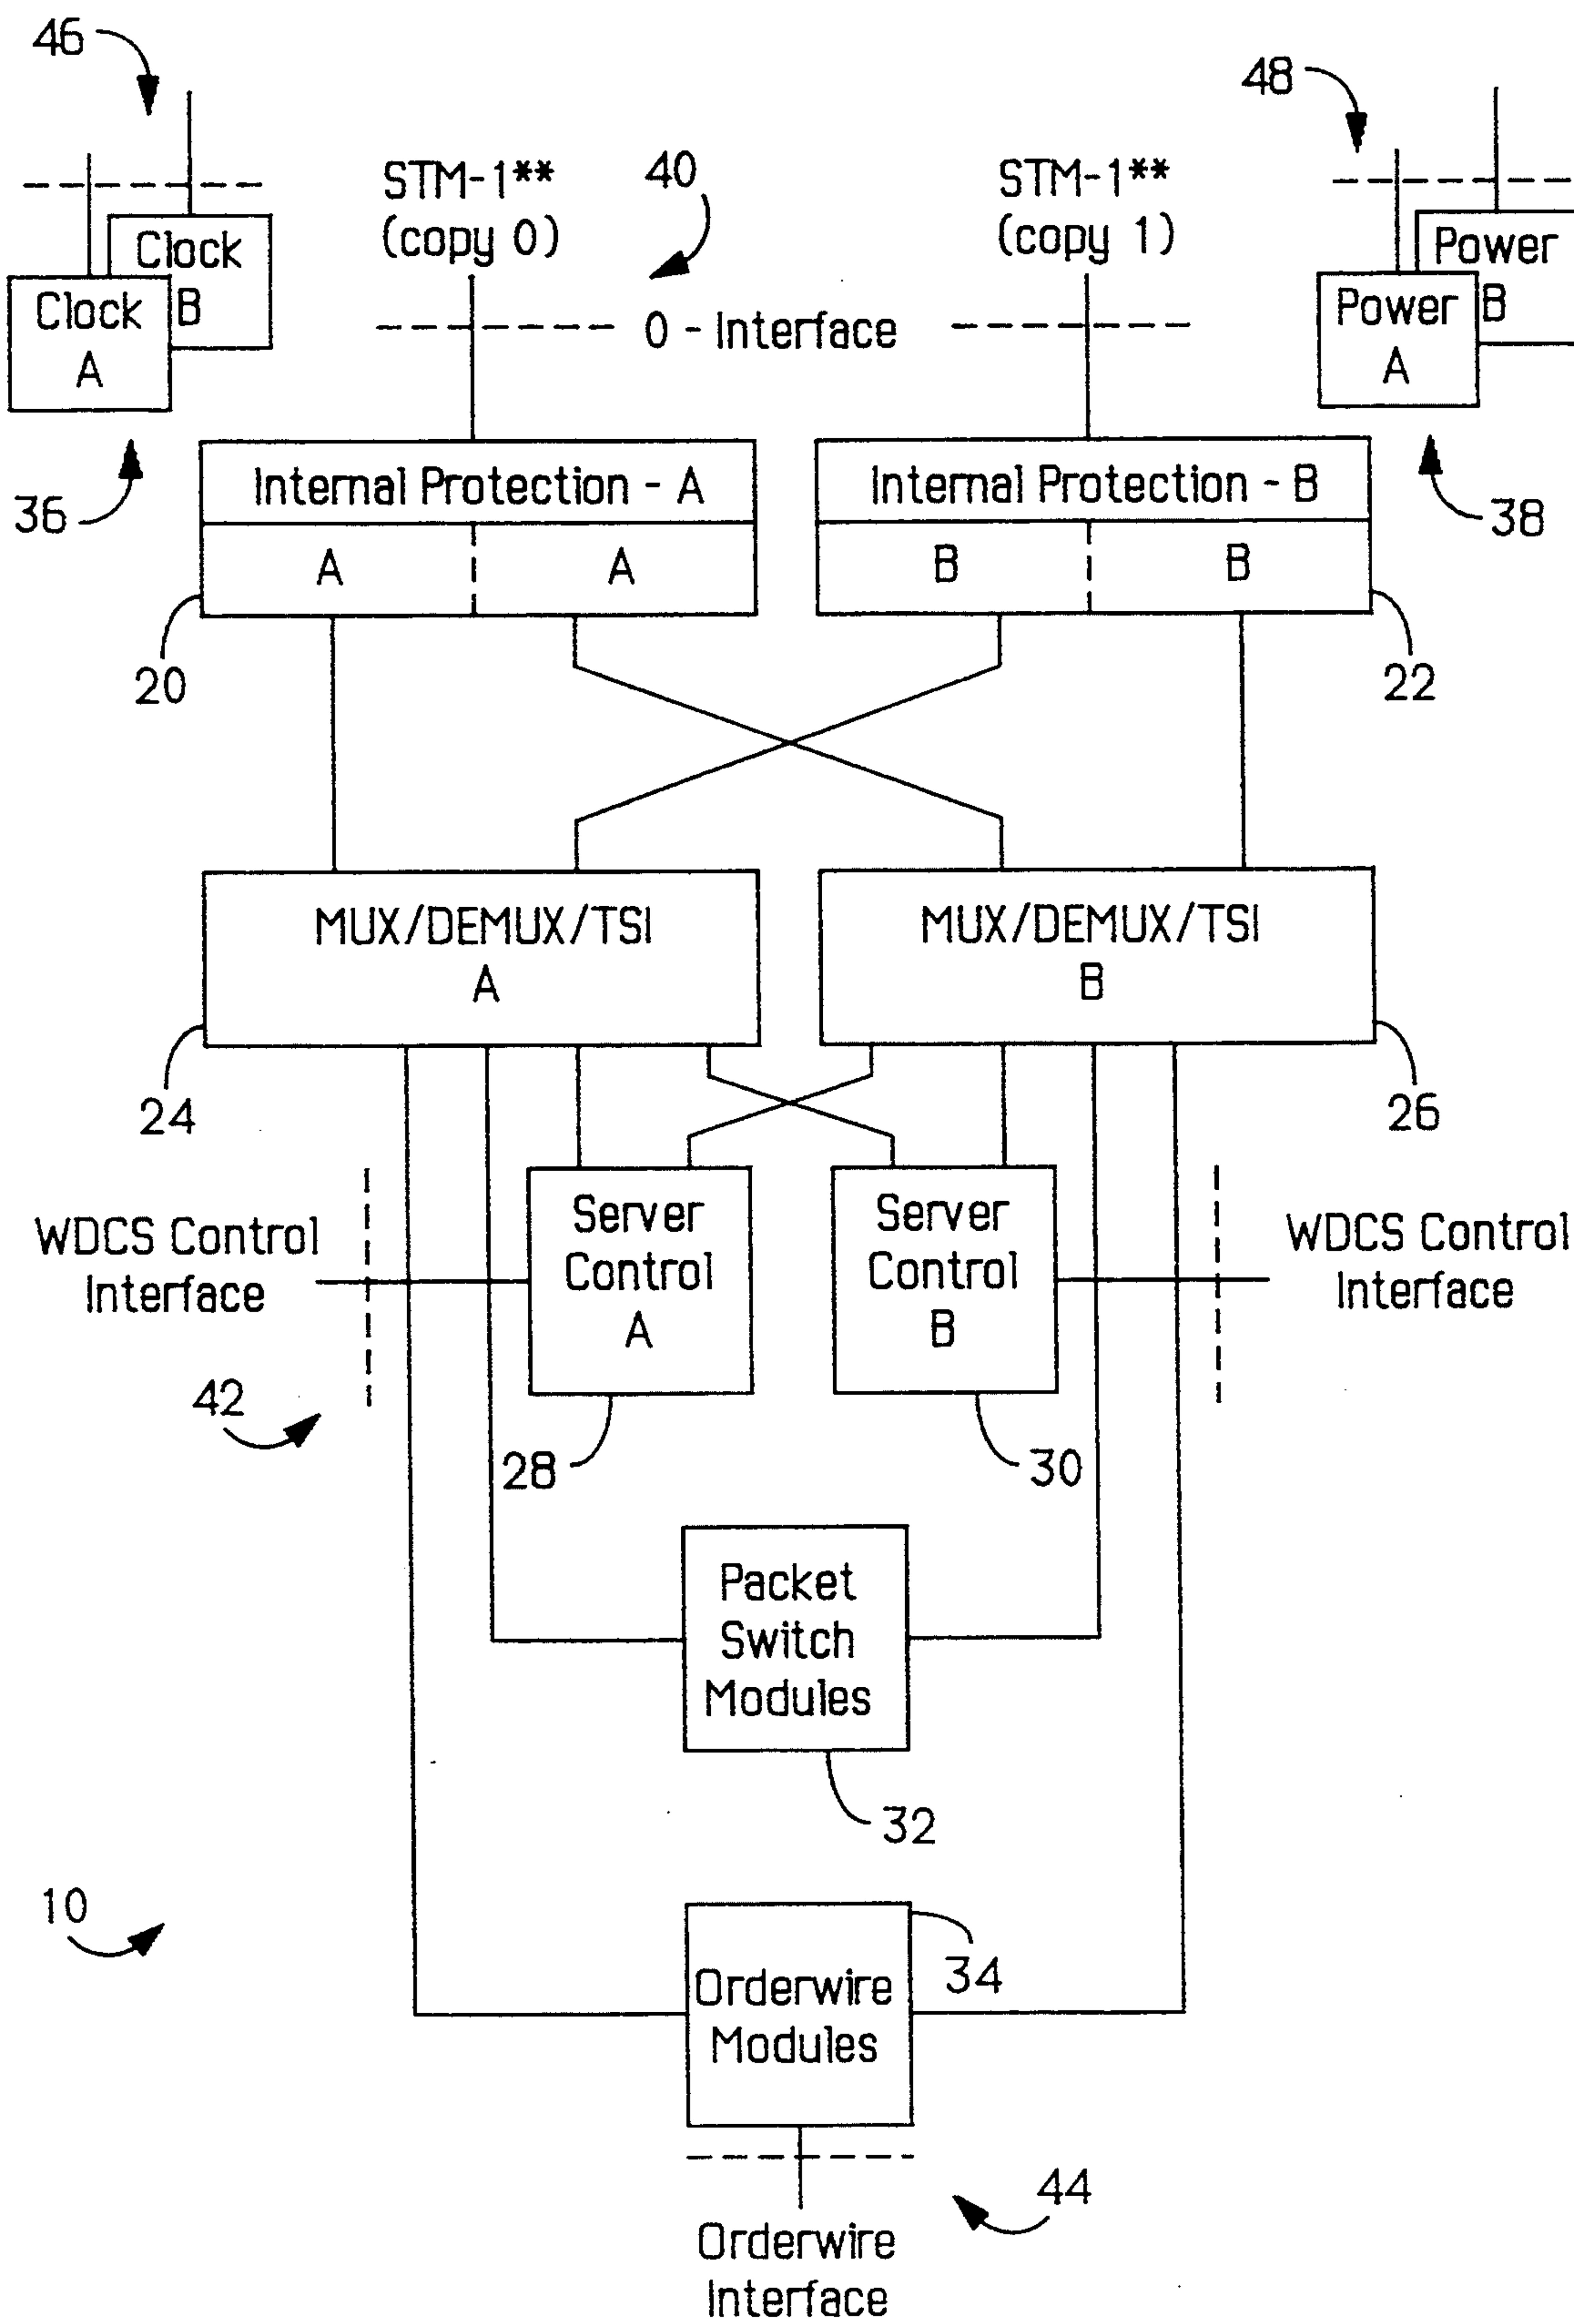 46
48
STM-1**
(copy 0)
40
STM-1**
(copy 1)
Clock
B
Clock
A
Power
B
Power
A
0 - Interface
36
38
Internal Protection - A
A
A
Internal Protection - B
B
B
20
22
MUX/DEMUX/TSI
A
MUX/DEMUX/TSI
B
24
26
WDCS Control
Interface
Server
Control
A
Server
Control
B
WDCS Control
Interface
42
28
30
Packet
Switch
Modules
32
10
34
Orderwire
Modules
44
Orderwire
Interface